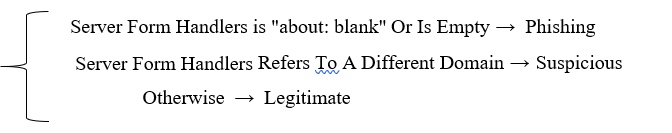 Server Form Handlers is "about: blank" Or Is Empty → Phishing
Server Form Handlers Refers To A Different Domain → Suspicious
Otherwise → Legitimate